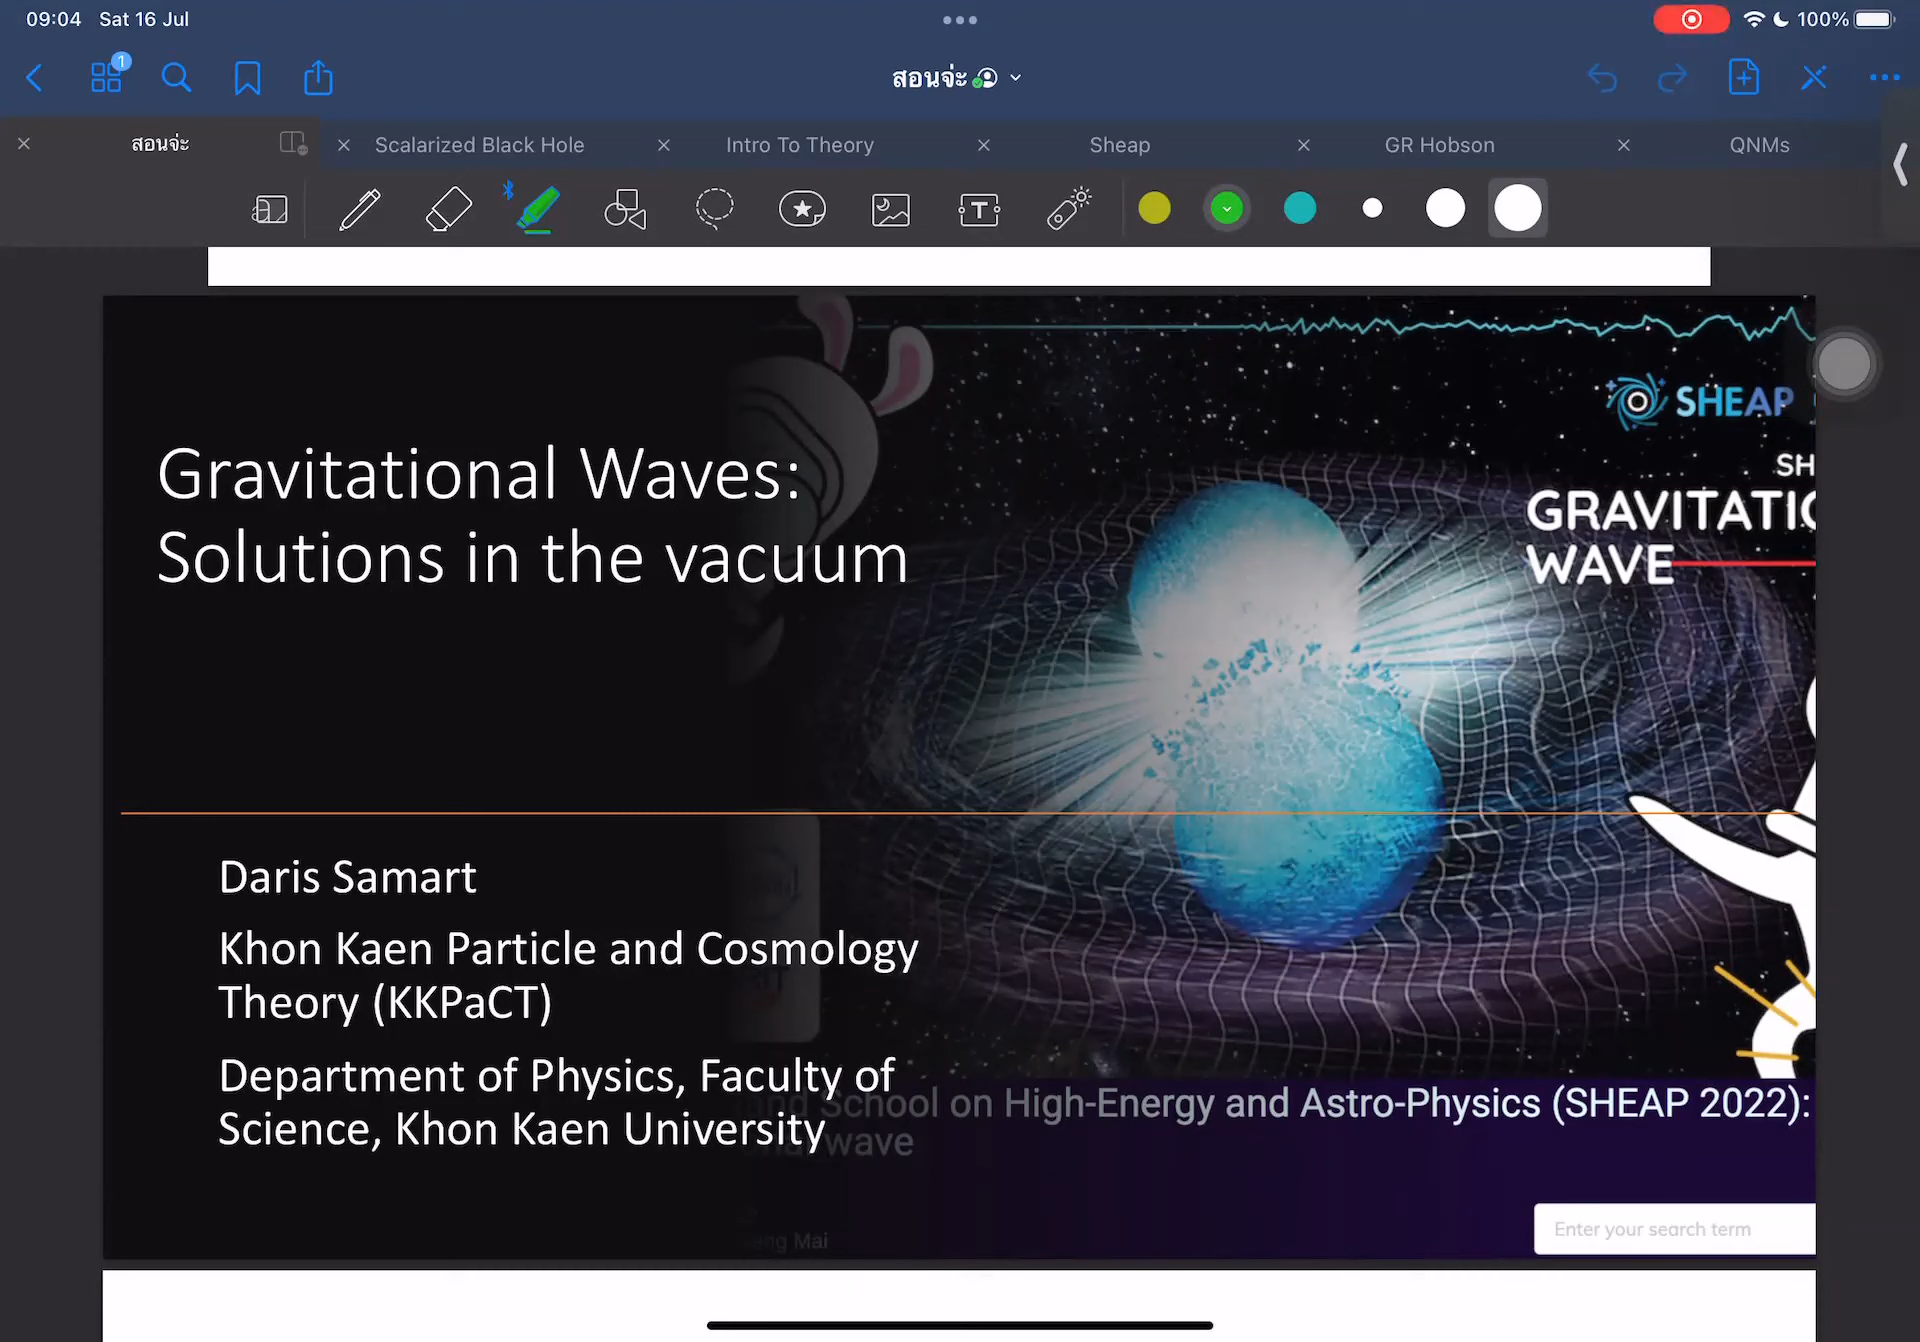 09:04 Sat 16 Jul
100%
สอนจ่ะ
1
สอนจ่ะ
Scalarized Black Hole
Intro To Theory
Sheap
GR Hobson
QNMs
T
SHEAP
SH
GRAVITATIO
WAVE
Gravitational Waves:
Solutions in the vacuum
Daris Samart
Khon Kaen Particle and Cosmology
Theory (KKPaCT)
Department of Physics, Faculty of
Science, Khon Kaen University
School on High-Energy and Astro-Physics (SHEAP 2022):
wave
Mai
Enter your search term